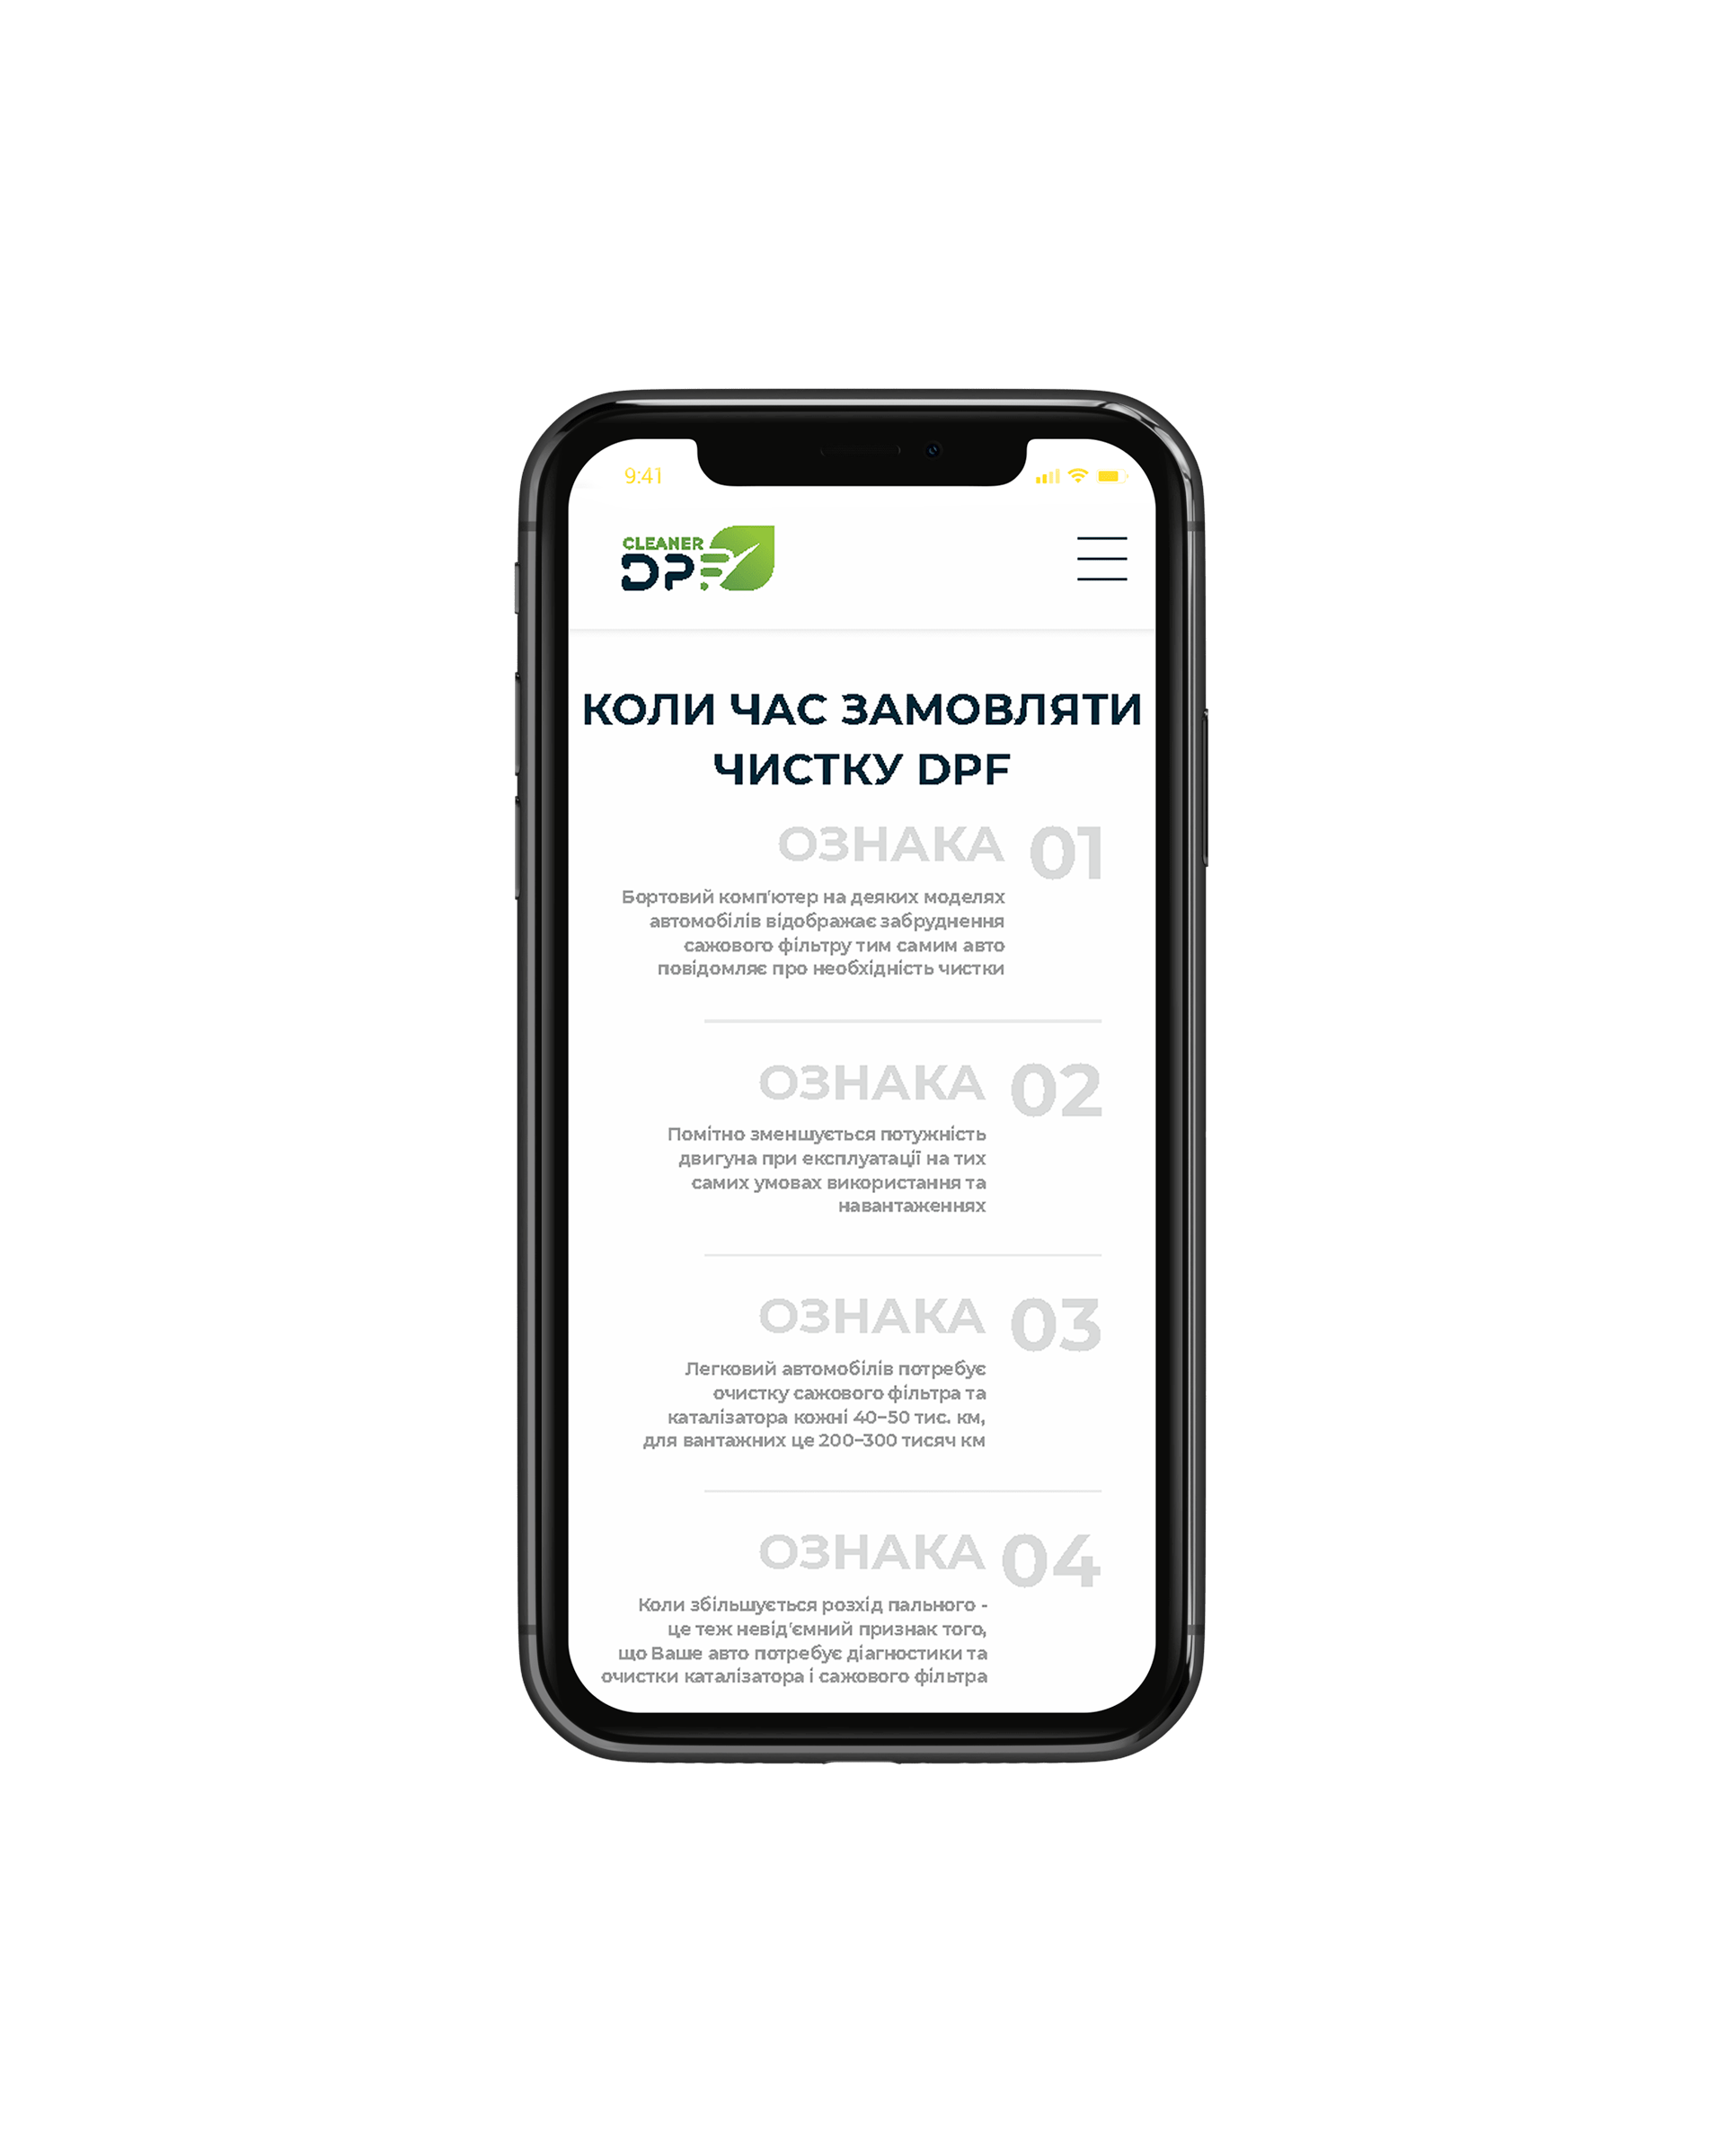 9:41
CLEANER
DPF
КОЛИ ЧАС ЗАМОВЛЯТИ
ЧИСТКУ DPF
ОЗНАКА 01
Бортовий комп'ютер на деяких моделях
автомобілів відображає забруднення
сажового фільтру тим самим авто
повідомляє про необхідність чистки
ОЗНАКА 02
Помітно зменшується потужність
двигуна при експлуатації на тих
самих умовах використання та
навантаженнях
ОЗНАКА 03
Легковий автомобілів потребує
очистку сажового фільтра та
каталізатора кожні 40-50 тис. км,
для вантажних це 200-300 тисяч км
ОЗНАКА 04
Коли збільшується розхід пального -
це теж невід'ємний признак того,
що Ваше авто потребує діагностики та
очистки каталізатора і сажового фільтра